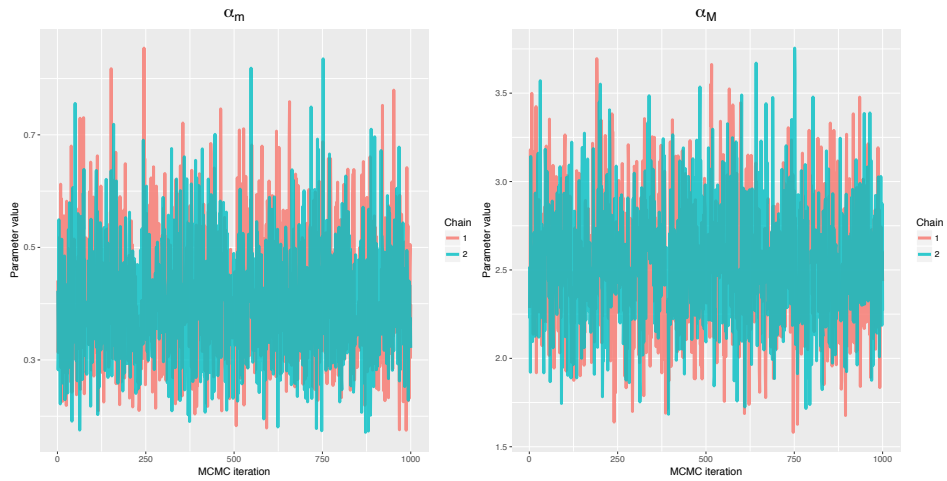 αm
Parameter value
0.7
0.5
0.3
0
250
500
750
1000
MCMC iteration
Chain
1
2
αM
Parameter value
3.5
3.0
2.5
2.0
1.5
0
250
500
750
1000
MCMC iteration
Chain
1
2